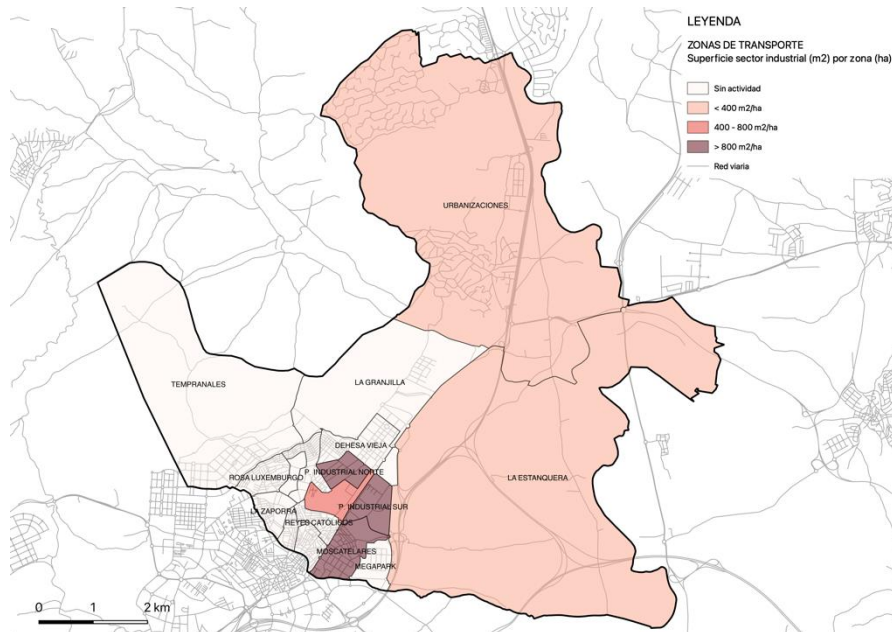 LEYENDA
ZONAS DE TRANSPORTE
Superficie sector industrial (m2) por zona (ha)
Sin actividad
< 400 m2/ha
400 - 800 m2/ha
> 800 m2/ha
Red viaria
URBANIZACIONES
TEMPRANALES
LA GRANJILLA
DEHESA VIEJA
P. INDUSTRIAL NORTE
ROSA LUXEMBURGO
LA ESTANQUERA
P. INDUSTRIAL SUR
LA ZAPORRA
REYES CATOLICOS
MOSCATELARES
MEGAPARK
0 1 2 km